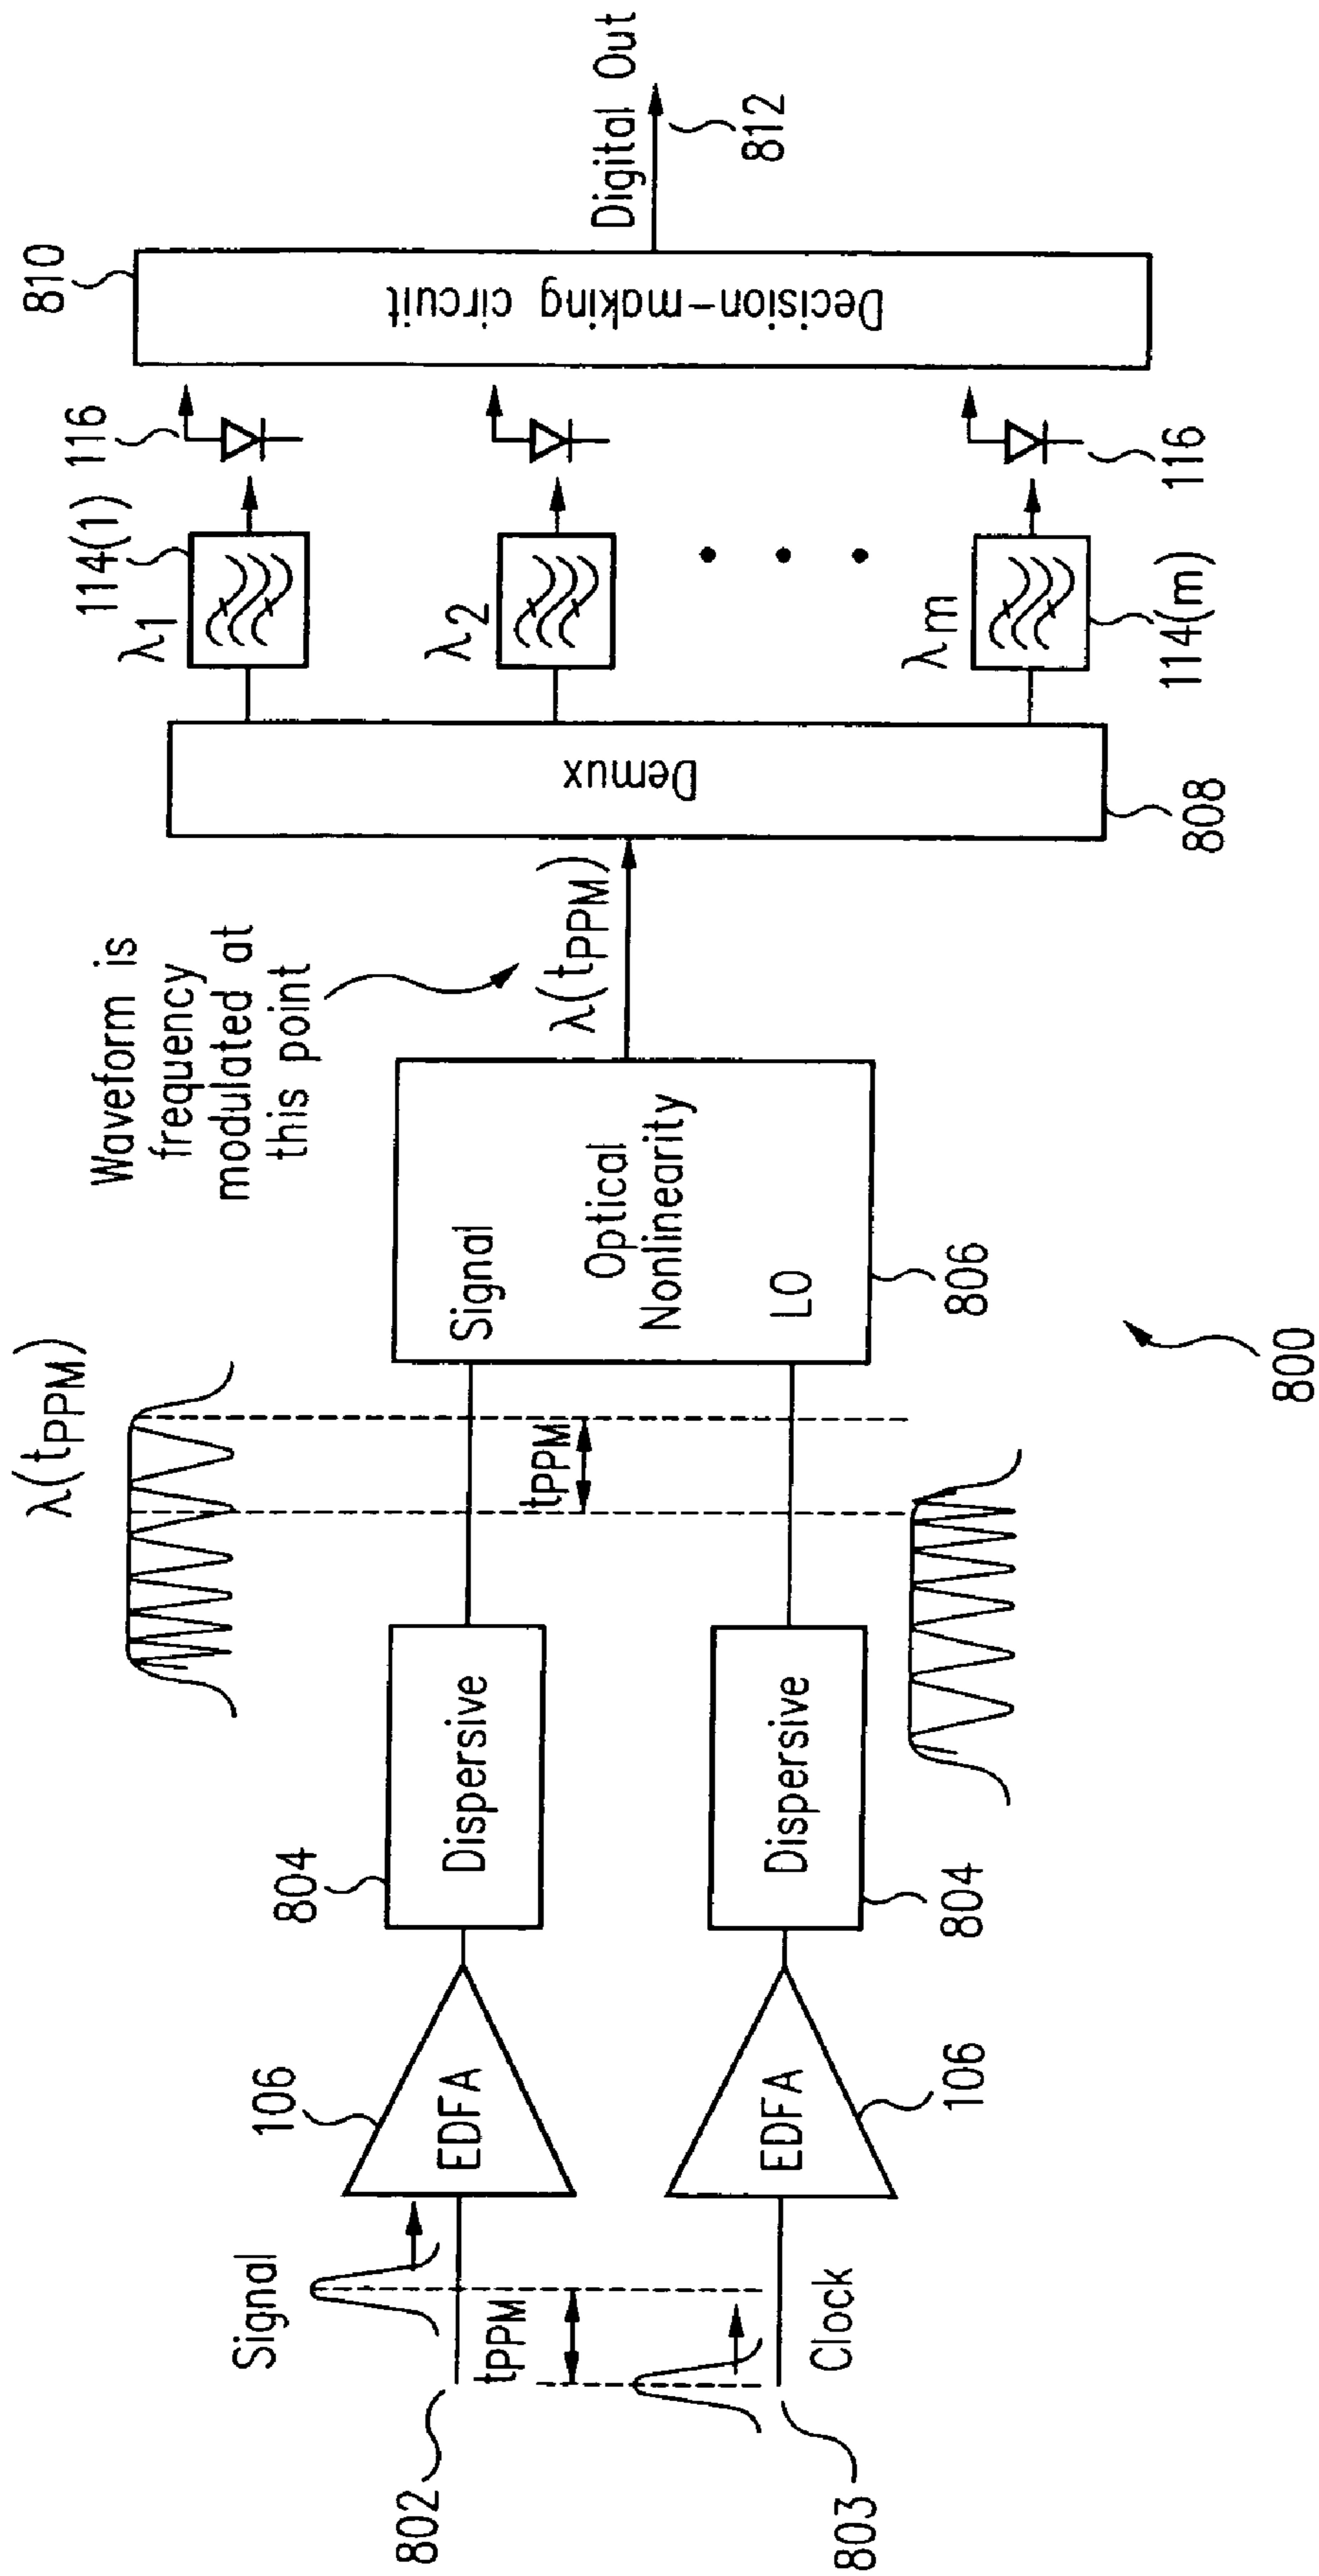 802
Signal
tPPM
803
Clock
106
EDFA
EDFA
106
804
Dispersive
Dispersive
804
λ(tPPM)
tPPM
Signal
Optical
Nonlinearity
LO
806
800
Waveform is
frequency
modulated at
this point
λ(tPPM)
Demux
808
λ1
114(1)
116
λ2
λm
114(m)
116
810
Decision-making circuit
Digital Out
812